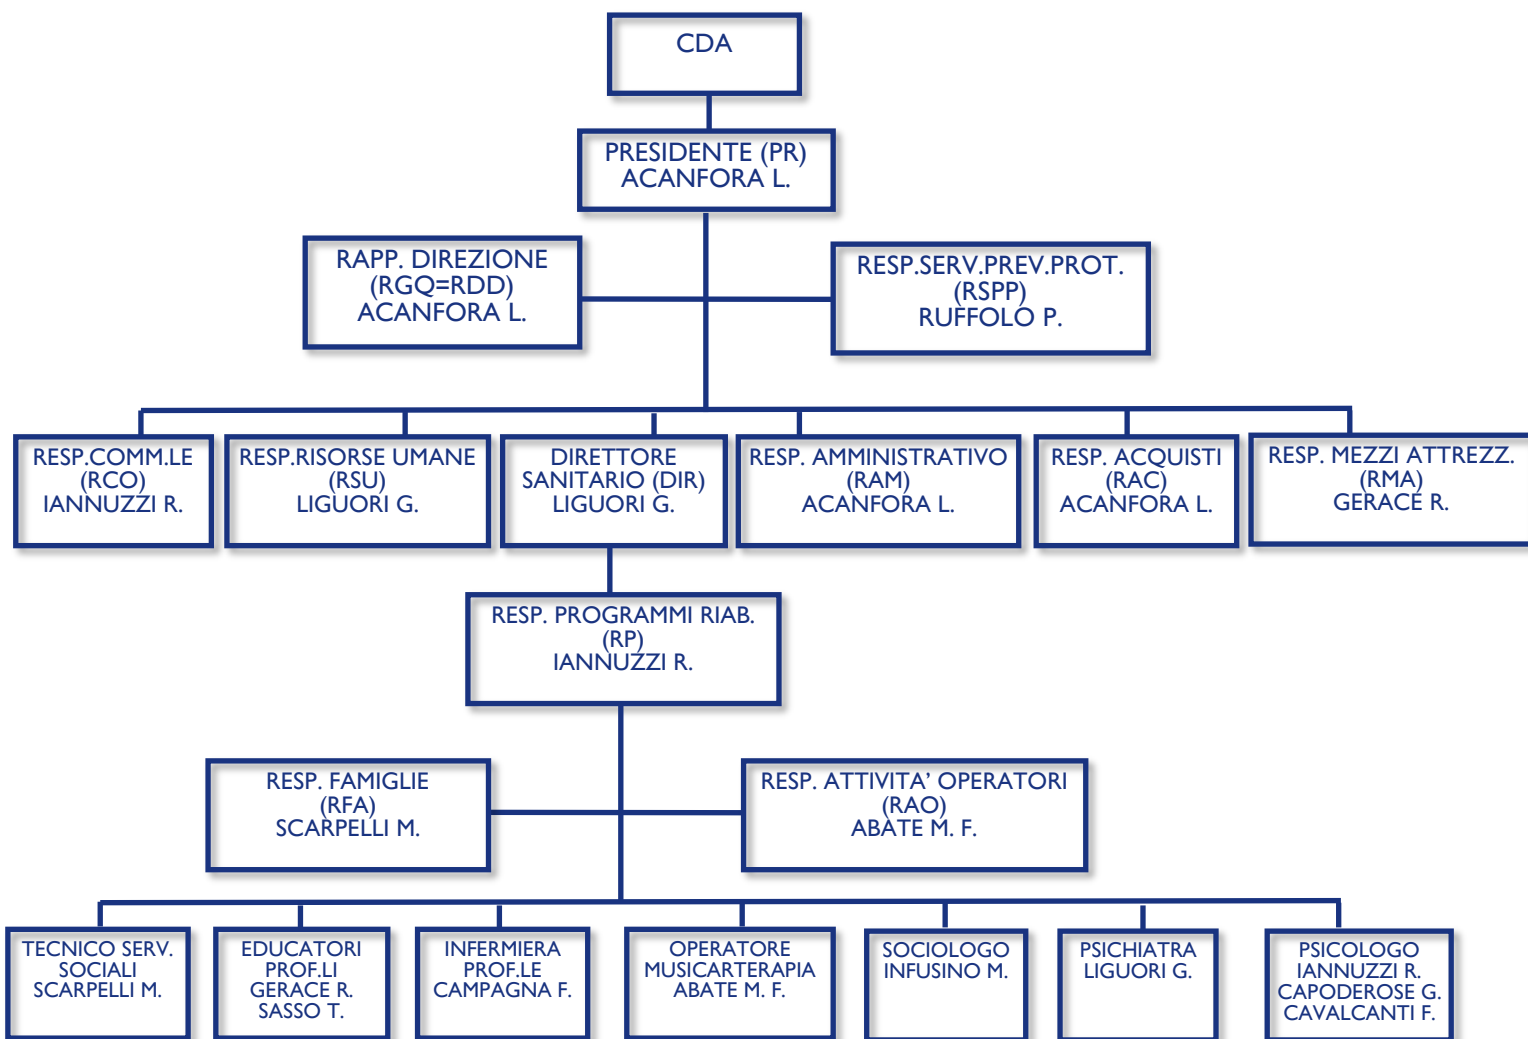 CDA
PRESIDENTE (PR)
ACANFORA L.
RAPP. DIREZIONE
(RGQ=RDD)
ACANFORA L.
RESP.SERV.PREV.PROT.
(RSPP)
RUFFOLO P.
RESP.COMM.LE
(RCO)
IANNUZZI R.
RESP.RISORSE UMANE
(RSU)
LIGUORI G.
DIRETTORE
SANITARIO (DIR)
LIGUORI G.
RESP. AMMINISTRATIVO
(RAM)
ACANFORA L.
RESP. ACQUISTI
(RAC)
ACANFORA L.
RESP. MEZZI ATTREZZ.
(RMA)
GERACE R.
RESP. PROGRAMMI RIAB.
(RP)
IANNUZZI R.
RESP. FAMIGLIE
(RFA)
SCARPELLI M.
RESP. ATTIVITA' OPERATORI
(RAO)
ABATE M. F.
TECNICO SERV.
SOCIALI
SCARPELLI M.
EDUCATORI
PROF.LI
GERACE R.
SASSO T.
INFERMIERA
PROF.LE
CAMPAGNA F.
OPERATORE
MUSICARTERAPIA
ABATE M. F.
SOCIOLOGO
INFUSINO M.
PSICHIATRA
LIGUORI G.
PSICOLOGO
IANNUZZI R.
CAPODEROSE G.
CAVALCANTI F.